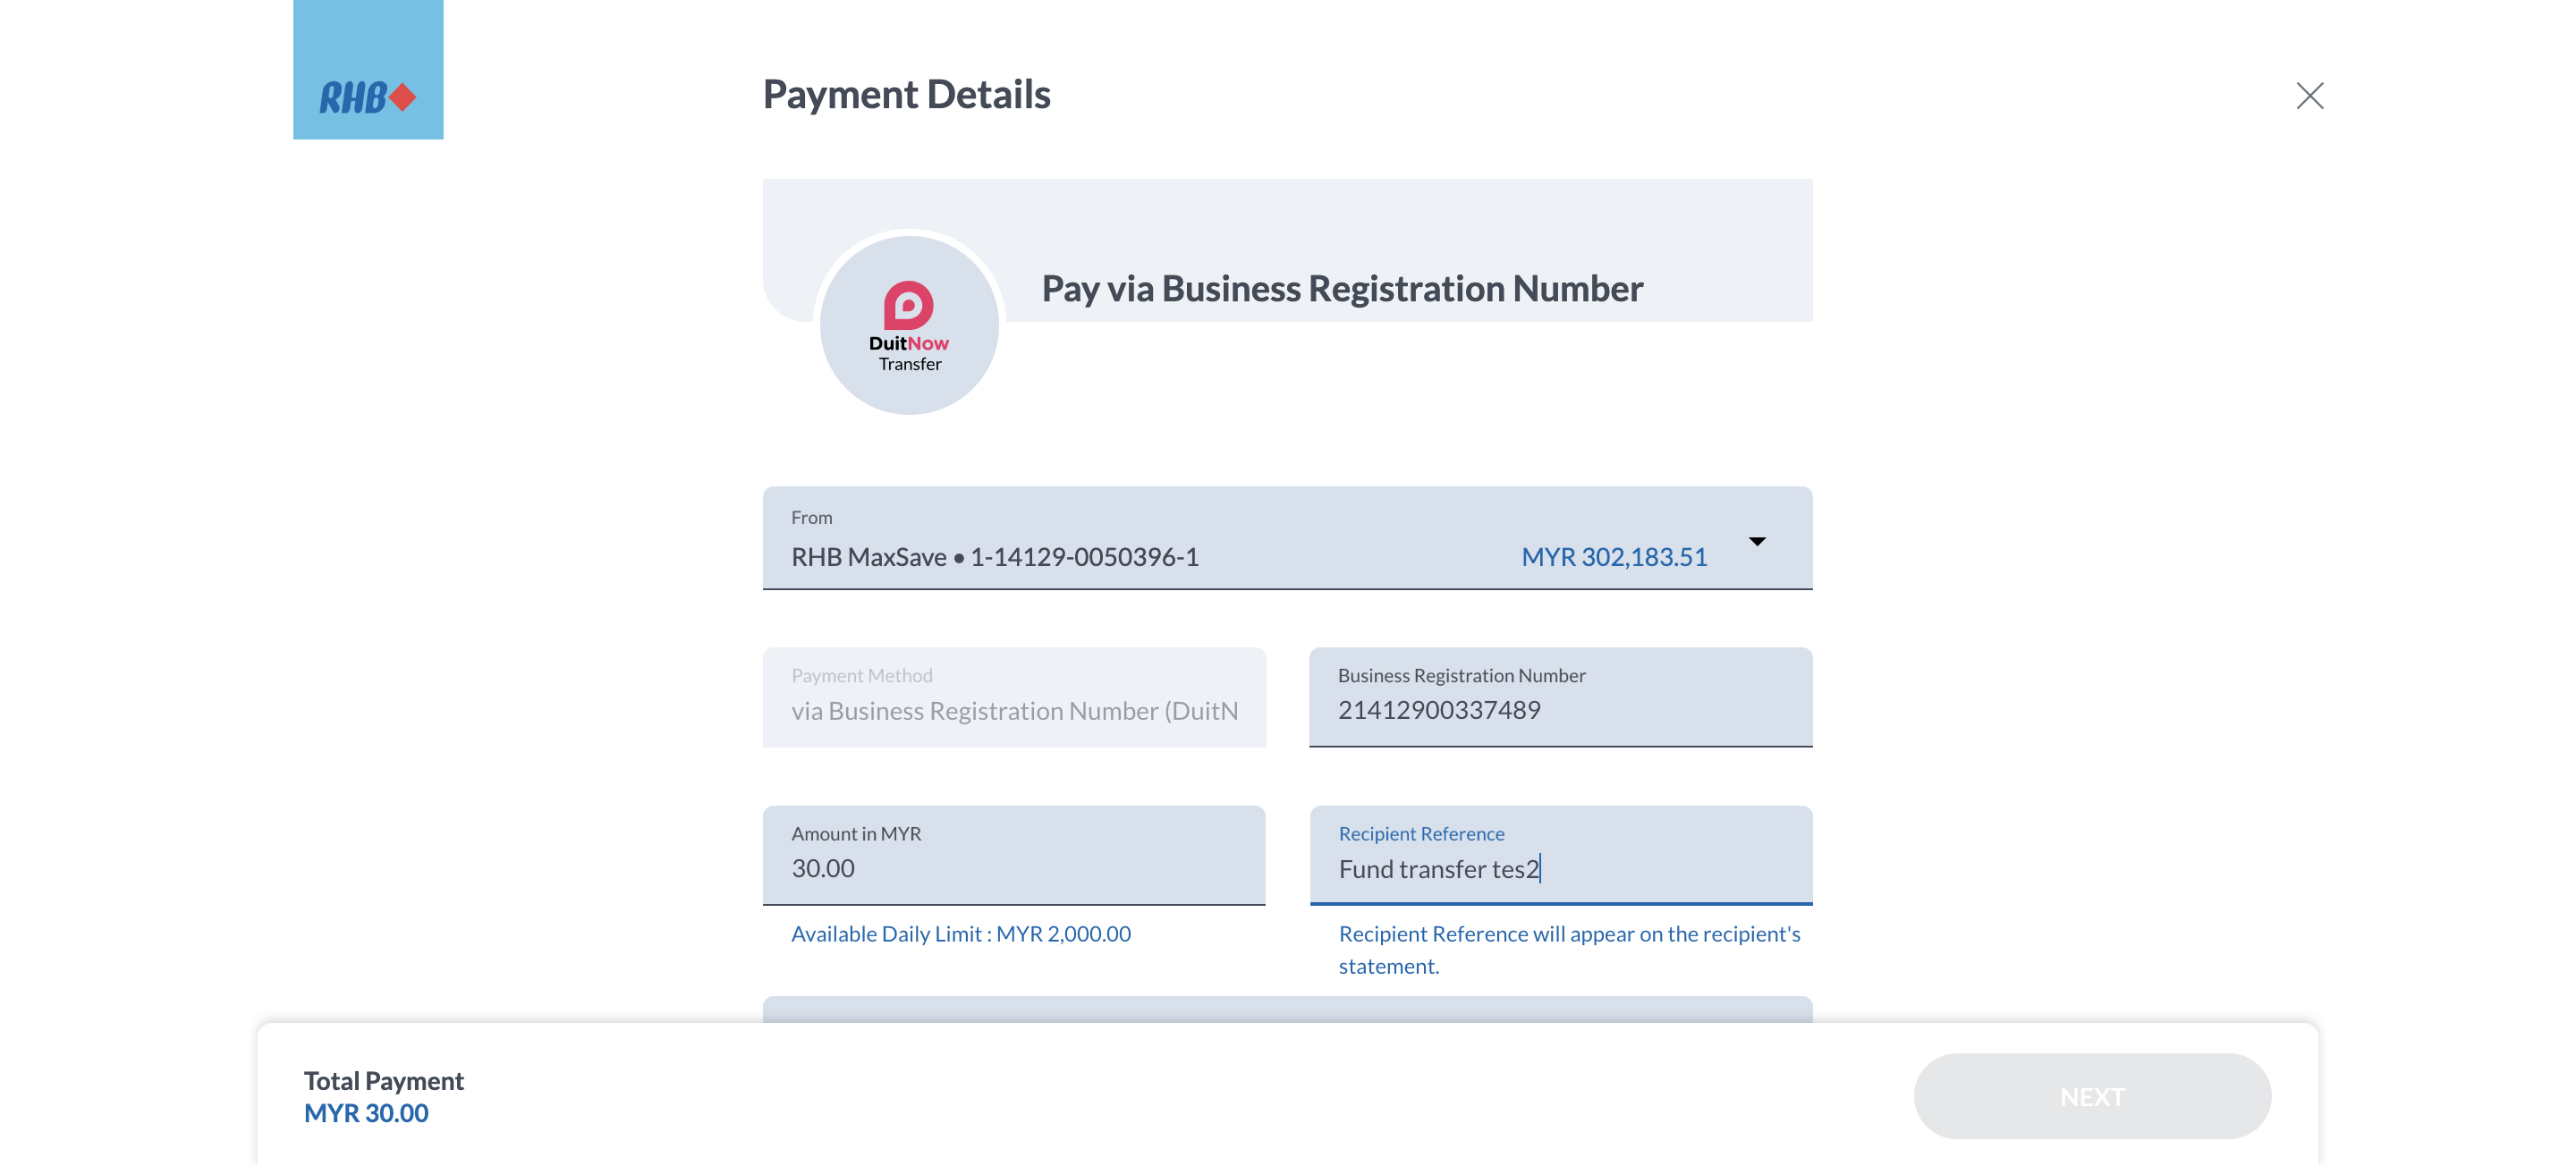 RHB
Payment Details
Pay via Business Registration Number
DuitNow
Transfer
From
RHB MaxSave • 1-14129-0050396-1
MYR 302,183.51
Payment Method
via Business Registration Number (DuitN
Business Registration Number
21412900337489
Amount in MYR
30.00
Recipient Reference
Fund transfer tes2
Available Daily Limit : MYR 2,000.00
Recipient Reference will appear on the recipient's
statement.
Total Payment
MYR 30.00
NEXT